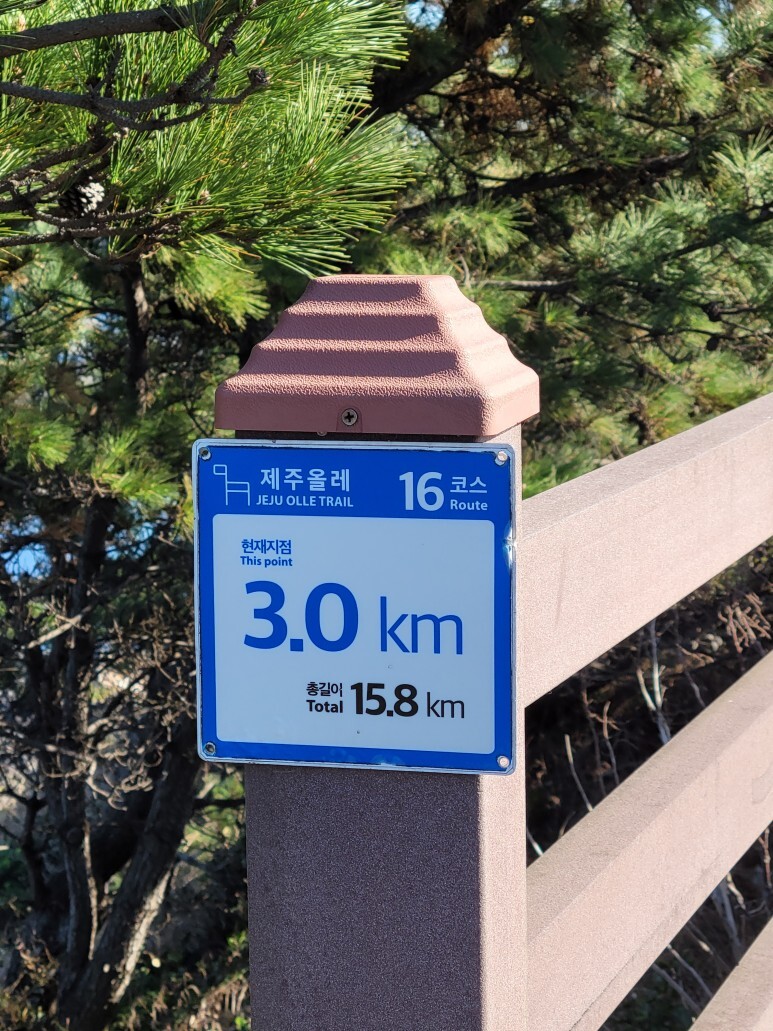 제주올레
JEJU OLLE TRAIL
16 코스
Route
현재지점
This point
3.0 km
총길이
Total 15.8 km